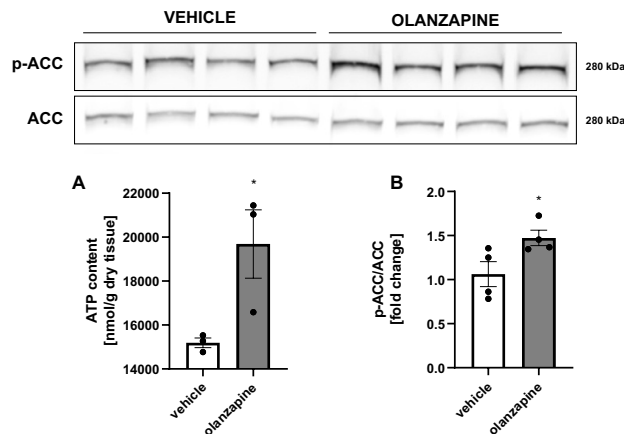 VEHICLE OLANZAPINE
p-ACC 280 kDa
ACC 280 kDa
A
*
ATP content
[nmol/g dry tissue]
22000
20000
18000
16000
14000
vehicle
olanzapine
B
*
p-ACC/ACC
[fold change]
2.0
1.5
1.0
0.5
0.0
vehicle
olanzapine